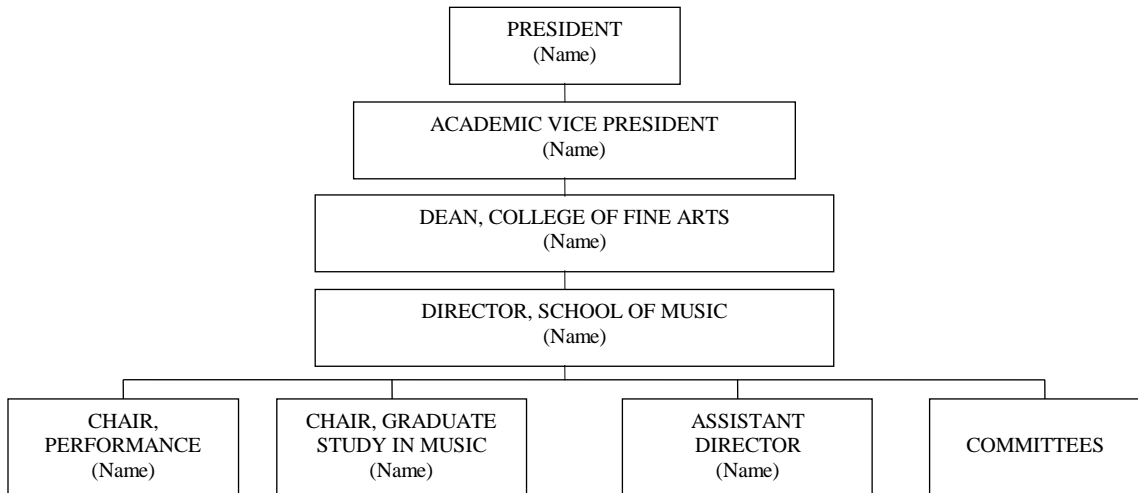 PRESIDENT
(Name)
ACADEMIC VICE PRESIDENT
(Name)
DEAN, COLLEGE OF FINE ARTS
(Name)
DIRECTOR, SCHOOL OF MUSIC
(Name)
CHAIR,
PERFORMANCE
(Name)
CHAIR, GRADUATE
STUDY IN MUSIC
(Name)
ASSISTANT
DIRECTOR
(Name)
COMMITTEES